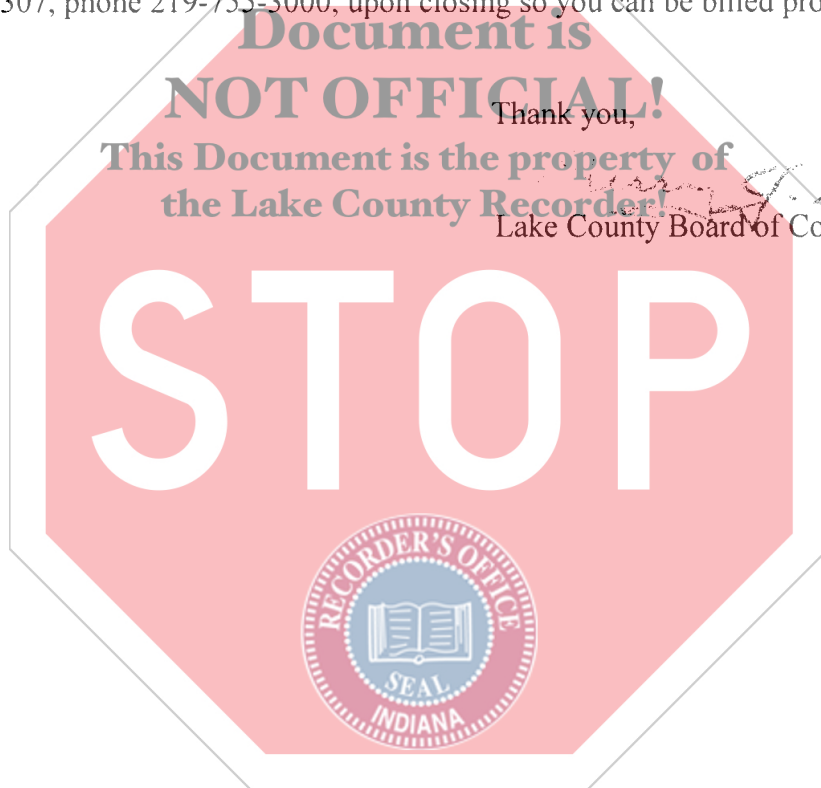 307, phone 219-755-3000, upon closing so you can be billed pro
Document is
NOT OFFICIAL!
Thank you,
This Document is the property of
the Lake County Recorder!
Lake County Board of Co
STOP
RECORDER'S OFFICE
SEAL
INDIANA